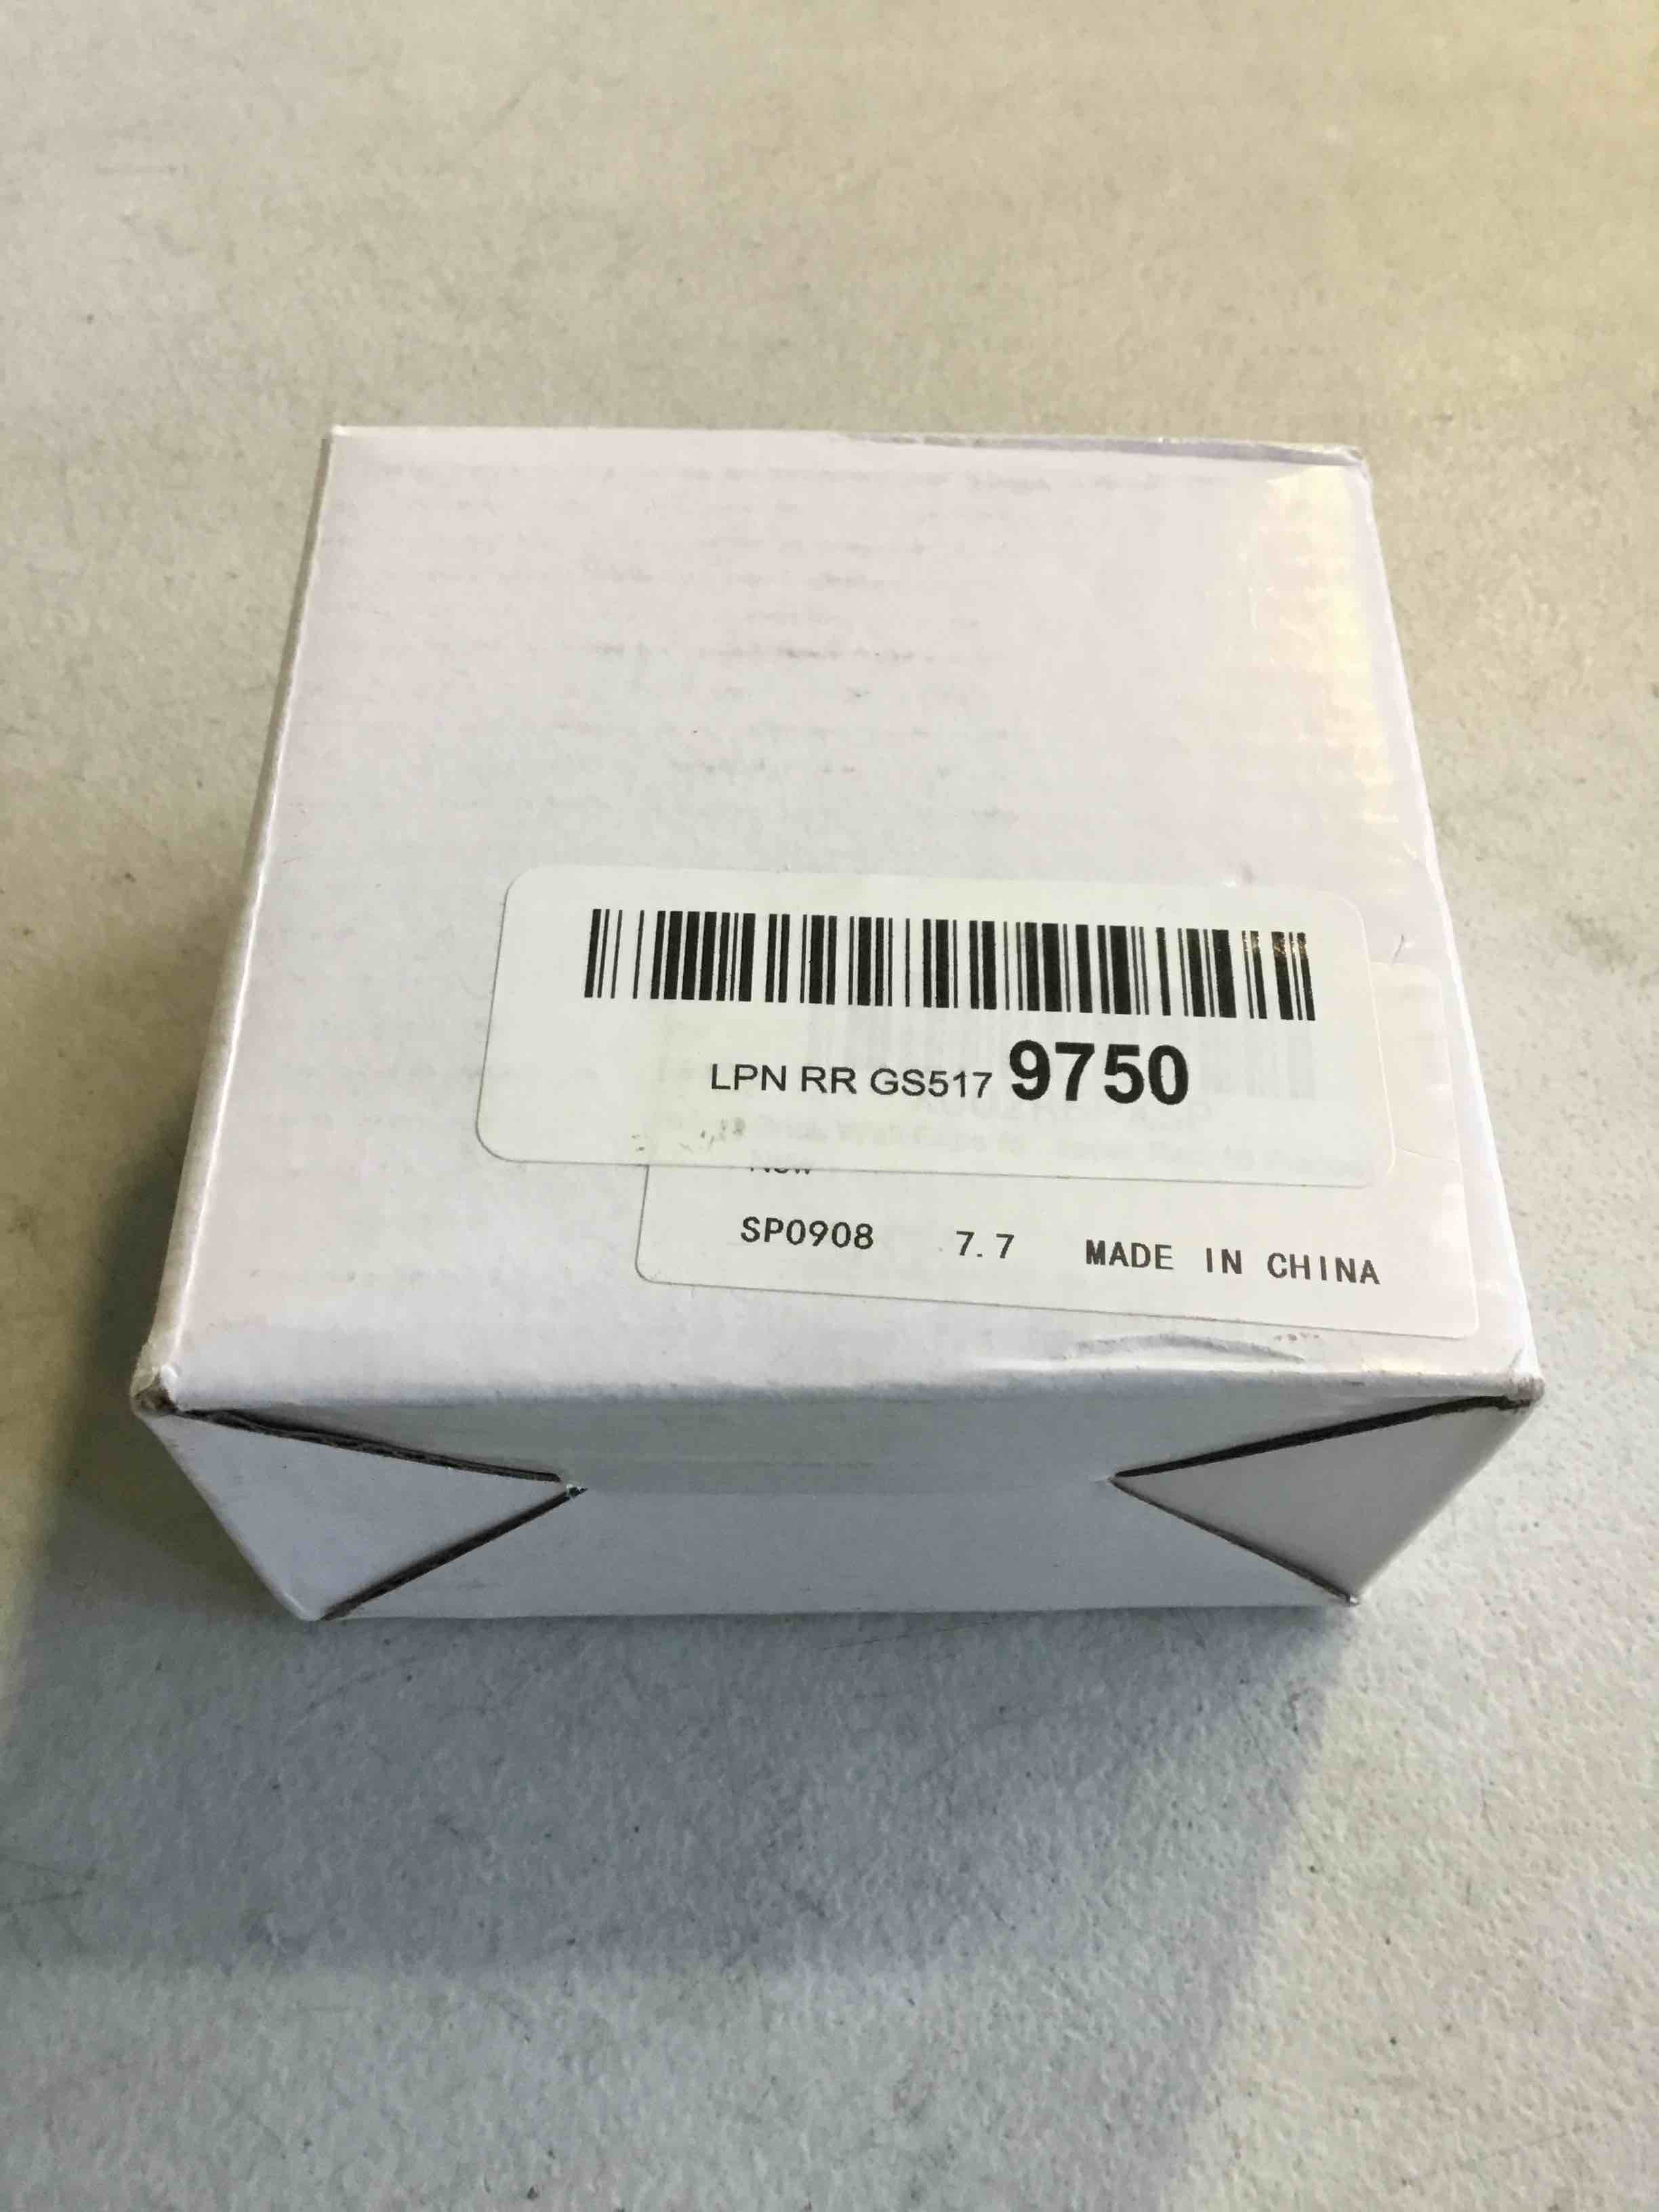 LPN RR GS517 9750
New
SP0908 7.7 MADE IN CHINA